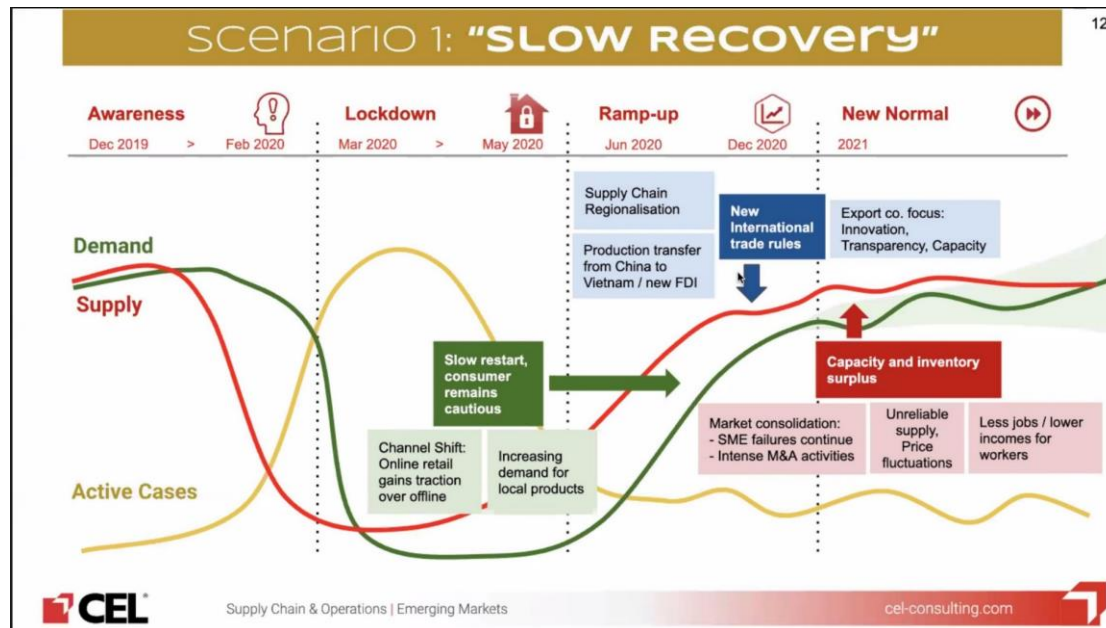 12
Scenario 1: "Slow Recovery"
Awareness
Dec 2019 > Feb 2020
Lockdown
Mar 2020 > May 2020
Ramp-up
Jun 2020 Dec 2020
New Normal
2021
Supply Chain
Regionalisation
New
International
trade rules
Export co. focus:
Innovation,
Transparency, Capacity
Production transfer
from China to
Vietnam / new FDI
Demand
Supply
Slow restart,
consumer
remains
cautious
Capacity and inventory
surplus
Channel Shift:
Online retail
gains traction
over offline
Increasing
demand for
local products
Market consolidation:
- SME failures continue
- Intense M&A activities
Unreliable
supply,
Price
fluctuations
Less jobs / lower
incomes for
workers
Active Cases
CEL®
Supply Chain & Operations | Emerging Markets
cel-consulting.com